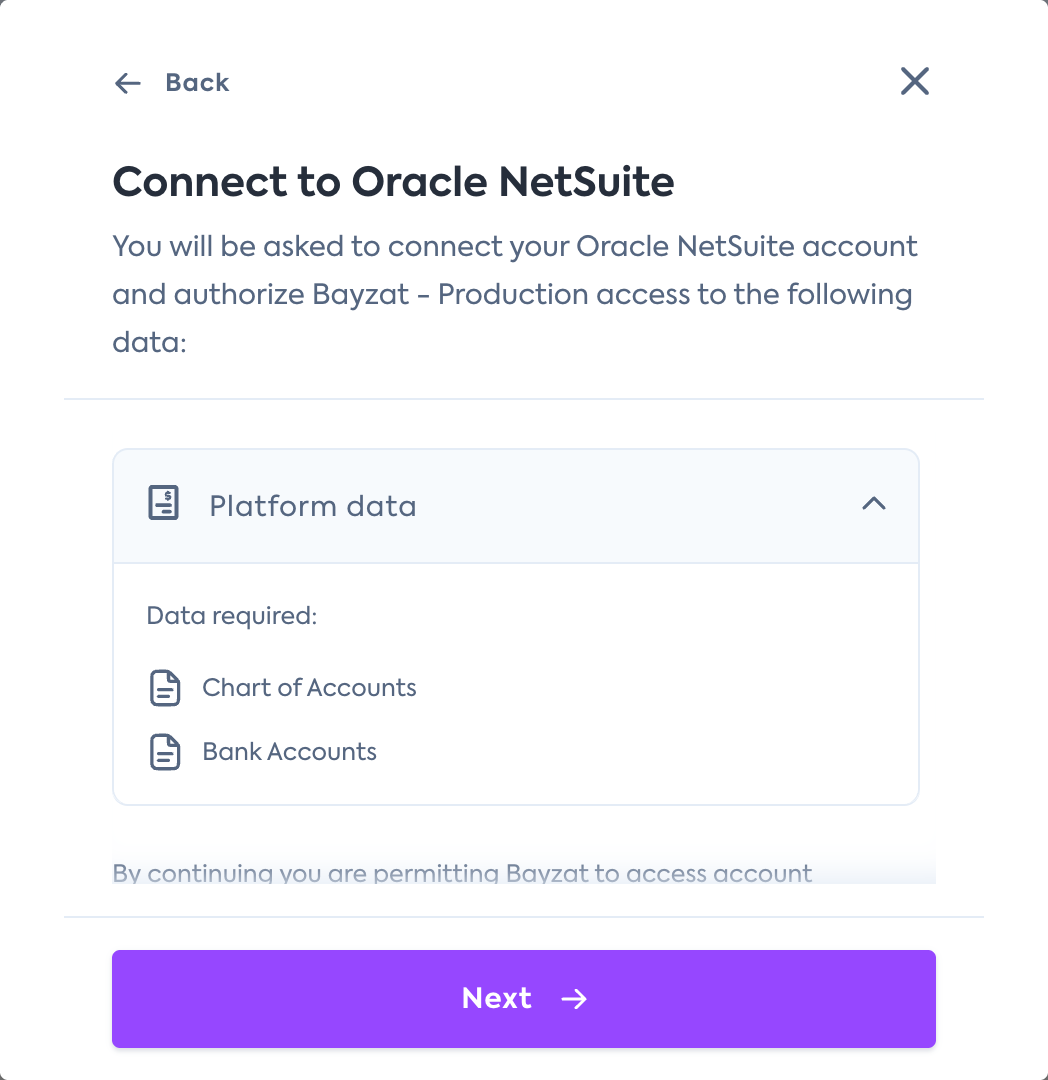 Back
Connect to Oracle NetSuite
You will be asked to connect your Oracle NetSuite account
and authorize Bayzat - Production access to the following
data:
$
Platform data
Data required:
Chart of Accounts
Bank Accounts
By continuing you are permitting Bayzat to access account
Next